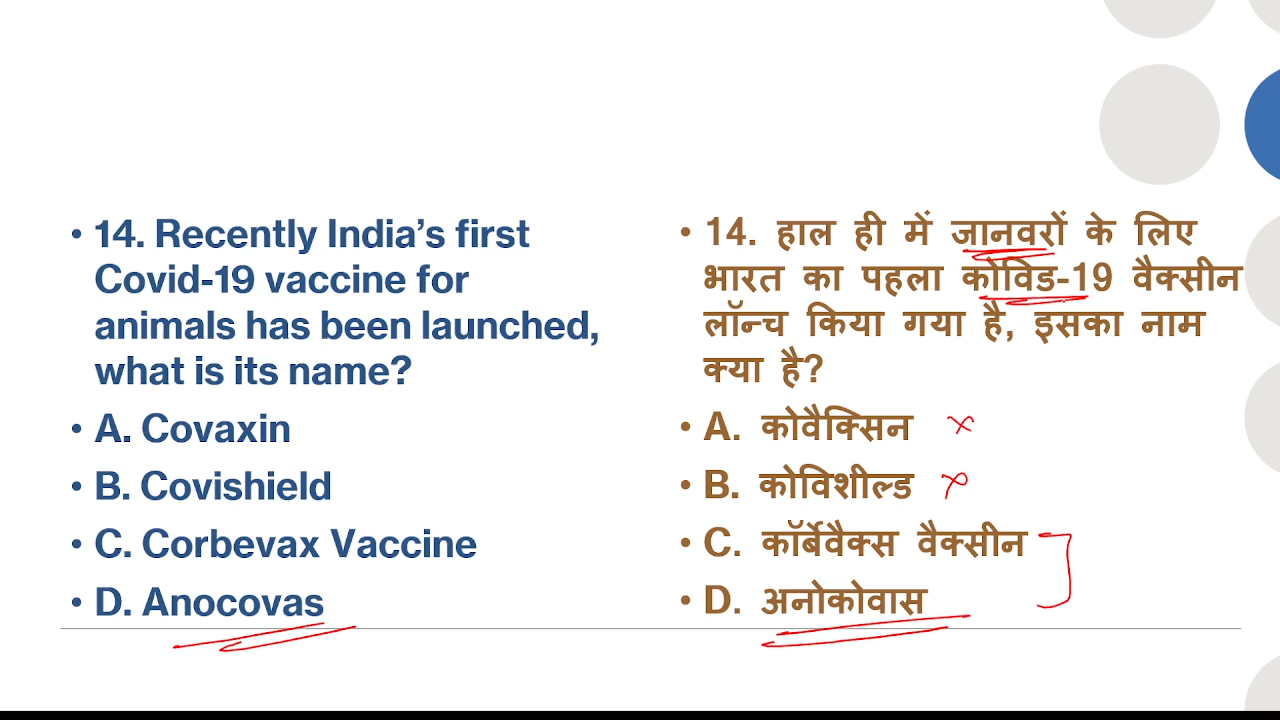 • 14. Recently India’s first
Covid-19 vaccine for
animals has been launched,
what is its name?
• A. Covaxin
• B. Covishield
• C. Corbevax Vaccine
• D. Anocovas
• 14. हाल ही में जानवरों के लिए
भारत का पहला कोविड-19 वैक्सीन
लॉन्च किया गया है, इसका नाम
क्या है?
• A. कोवैक्सिन
• B. कोविशील्ड
• C. कॉर्बेवैक्स वैक्सीन
• D. अनोकोवास